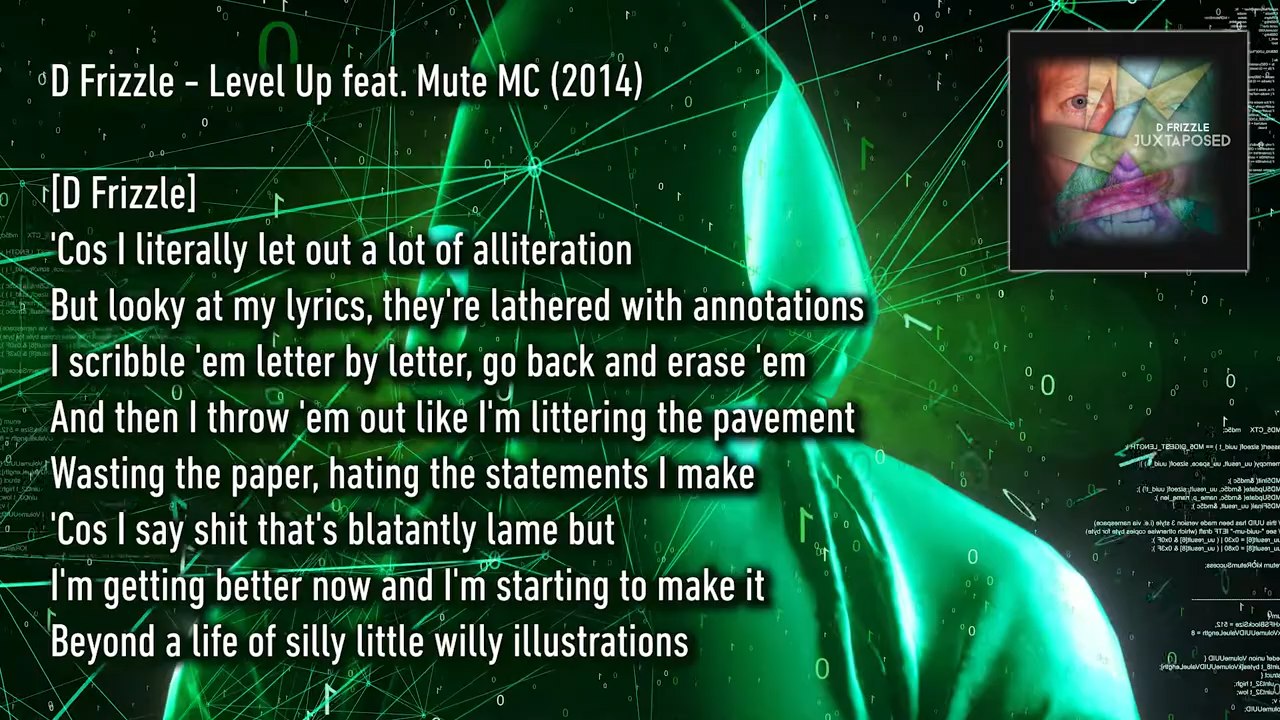 D Frizzle - Level Up feat. Mute MC (2014)
D FRIZZLE
JUXTAPOSED
[D Frizzle]
'Cos I literally let out a lot of alliteration
But looky at my lyrics, they're lathered with annotations
I scribble 'em letter by letter, go back and erase 'em
And then I throw 'em out like I'm littering the pavement
Wasting the paper, hating the statements I make
'Cos I say shit that's blatantly lame but
I'm getting better now and I'm starting to make it
Beyond a life of silly little willy illustrations